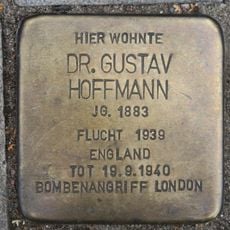 HIER WOHNTE
DR. GUSTAV
HOFFMANN
JG. 1883
FLUCHT 1939
ENGLAND
TOT 19.9.1940
BOMBENANGRIFF LONDON